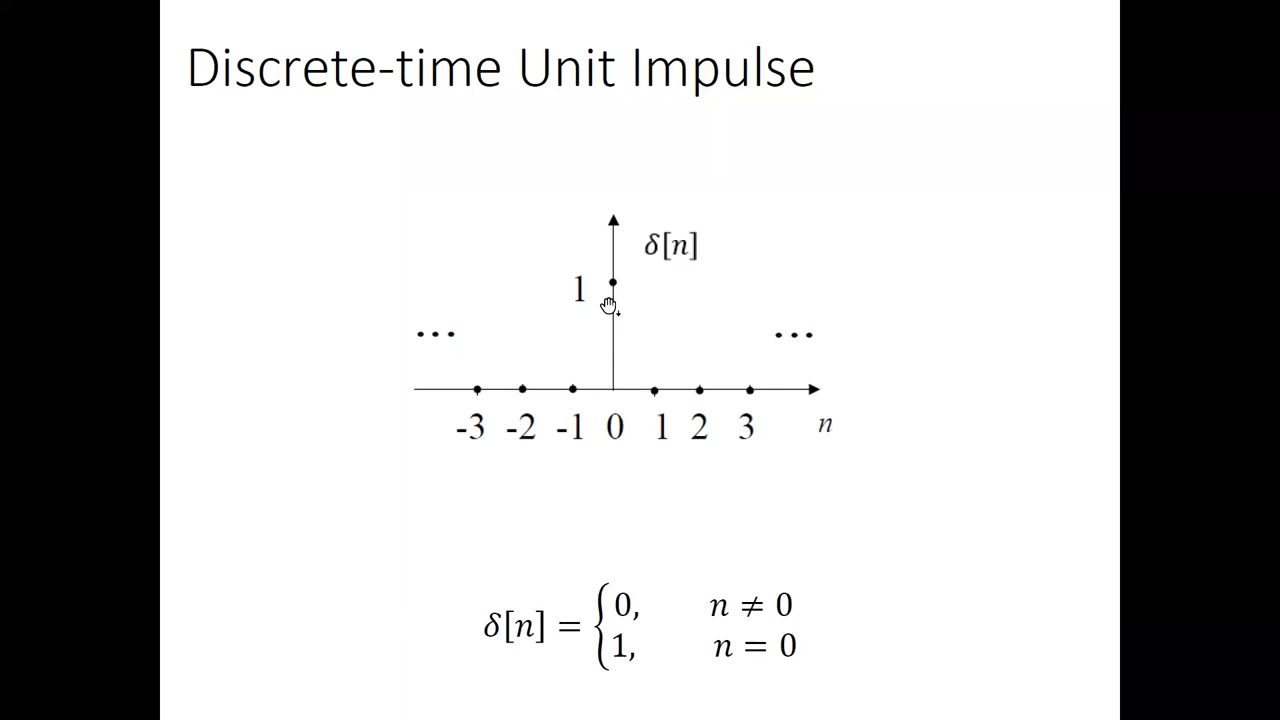 Discrete-time Unit Impulse
δ[n]
1
... ...
-3 -2 -1 0 1 2 3 n
δ[n] = { 0, n ≠ 0
1, n = 0